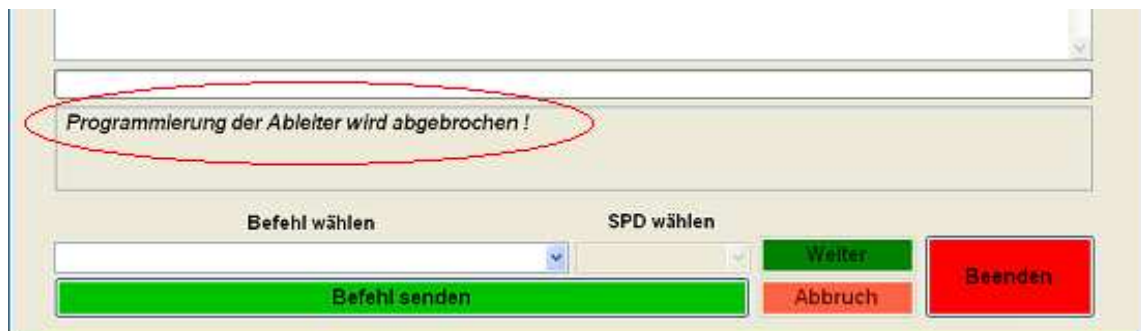 Programmierung der Ableiter wird abgebrochen !
Befehl wählen
SPD wählen
Weiter
Beenden
Befehl senden
Abbruch